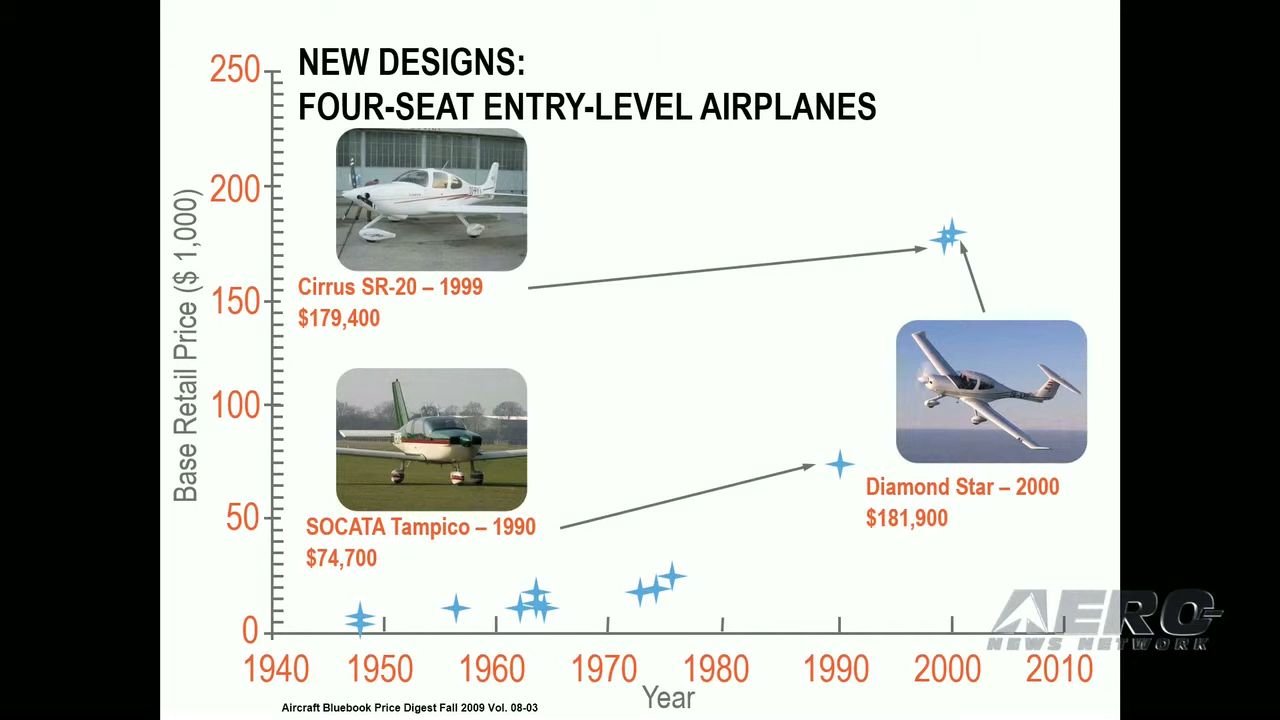 NEW DESIGNS:
FOUR-SEAT ENTRY-LEVEL AIRPLANES
250
200
150
100
50
0
Base Retail Price ($ 1,000)
Cirrus SR-20 – 1999
$179,400
SOCATA Tampico – 1990
$74,700
Diamond Star – 2000
$181,900
1940 1950 1960 1970 1980 1990 2000 2010
Year
Aircraft Bluebook Price Digest Fall 2009 Vol. 08-03
AERO-
NEWS NETWORK